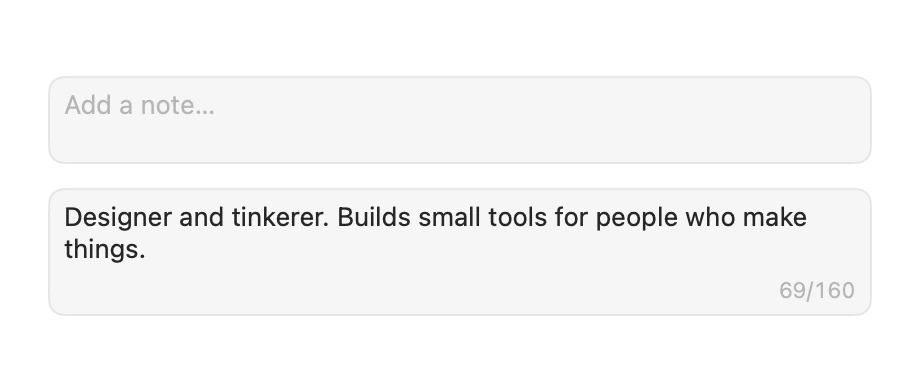 Add a note...
Designer and tinkerer. Builds small tools for people who make
things.
69/160